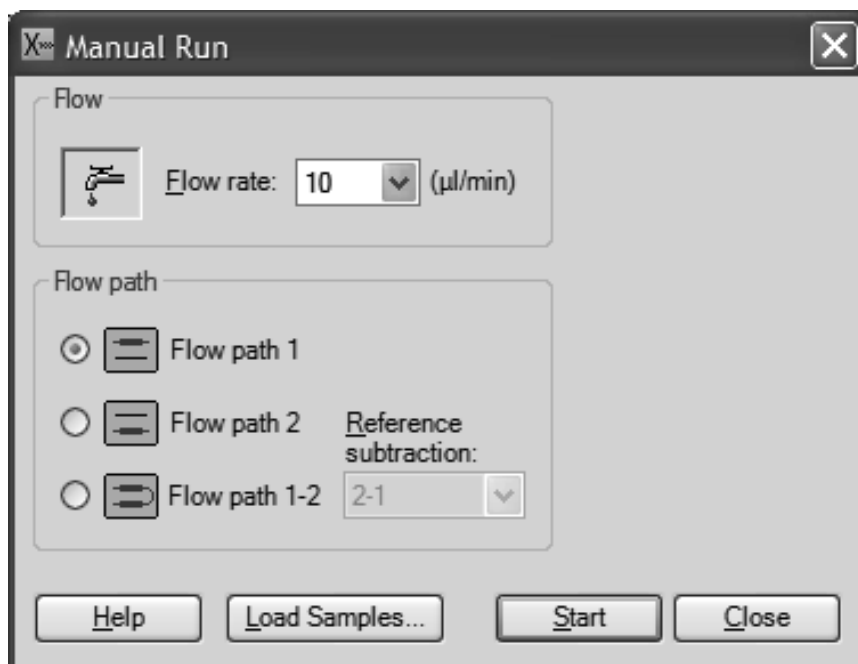 Manual Run
Flow
Flow rate: 10 (µl/min)
Flow path
Flow path 1
Flow path 2
Reference
subtraction:
Flow path 1-2
2-1
Help
Load Samples...
Start
Close